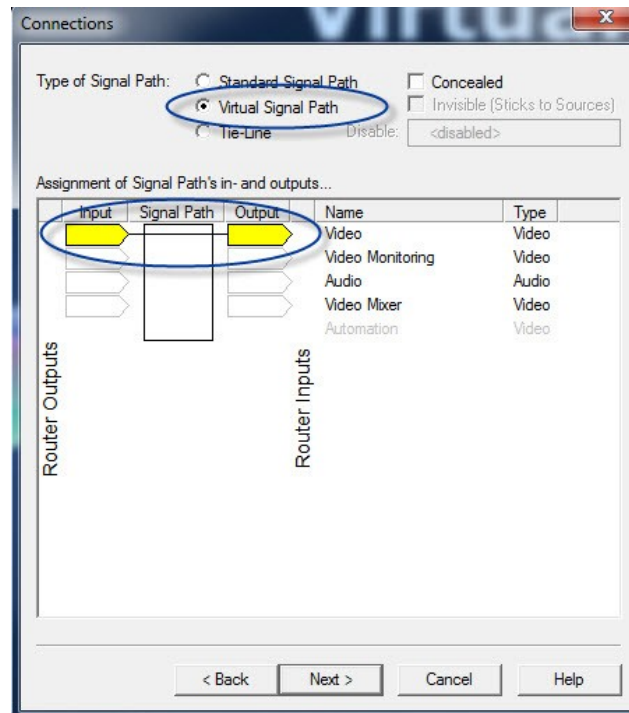 Virtual
Connections
Type of Signal Path:
Standard Signal Path
Concealed
Virtual Signal Path
Invisible (Sticks to Sources)
Tie-Line
Disable:
<disabled>
Assignment of Signal Path's in- and outputs...
Input Signal Path Output Name Type
Video Video
Video Monitoring Video
Audio Audio
Video Mixer Video
Automation Video
Router Outputs
Router Inputs
< Back
Next >
Cancel
Help